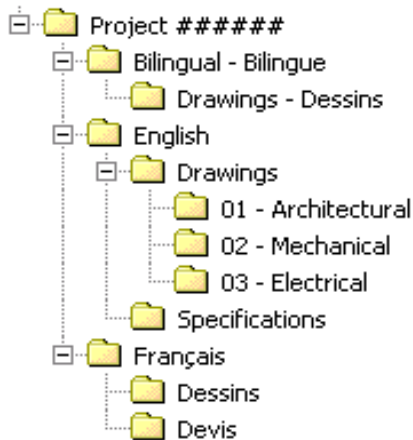 Project ######
Bilingual - Bilingue
Drawings - Dessins
English
Drawings
01 - Architectural
02 - Mechanical
03 - Electrical
Specifications
Français
Dessins
Devis